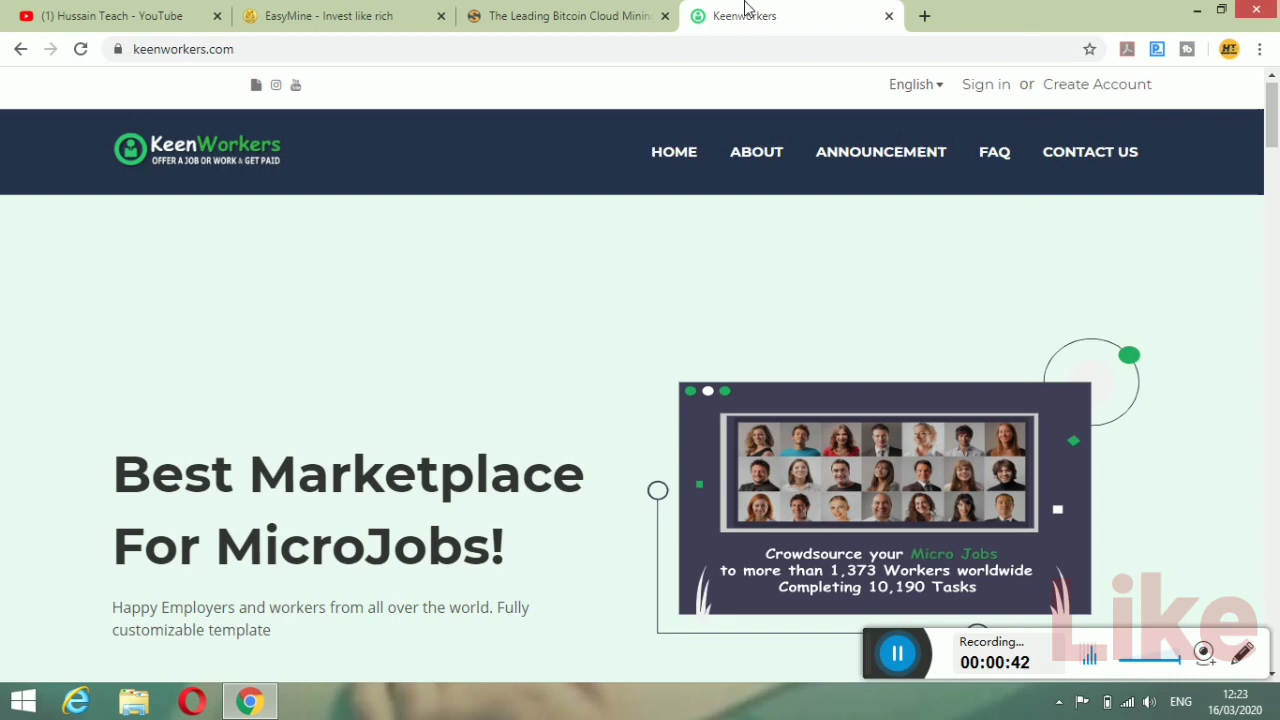 (1) Hussain Teach - YouTube
EasyMine - Invest like rich
The Leading Bitcoin Cloud Minin
Keenworkers
keenworkers.com
English
Sign in or Create Account
KeenWorkers
OFFER A JOB OR WORK & GET PAID
HOME
ABOUT
ANNOUNCEMENT
FAQ
CONTACT US
Best Marketplace
For MicroJobs!
Happy Employers and workers from all over the world. Fully
customizable template
Crowdsource your Micro Jobs
to more than 1,373 Workers worldwide
Completing 10,190 Tasks
Like
Recording...
00:00:42
ENG
12:23
16/03/2020